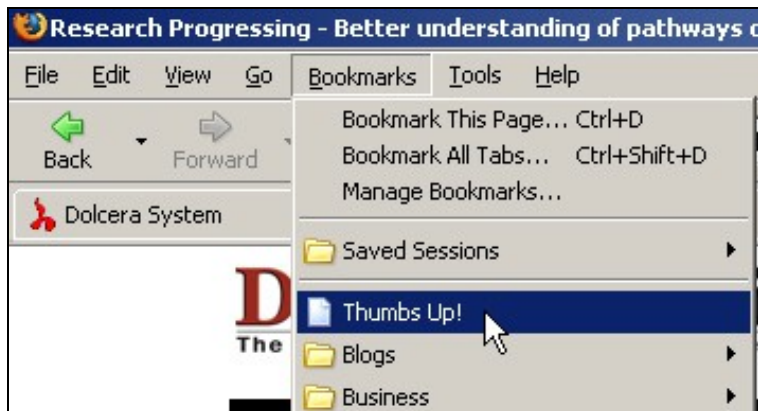 Research Progressing - Better understanding of pathways
File Edit View Go Bookmarks Tools Help
Bookmark This Page... Ctrl+D
Bookmark All Tabs... Ctrl+Shift+D
Manage Bookmarks...
Back Forward
Dolcera System
Saved Sessions
Thumbs Up!
D
The
Blogs
Business